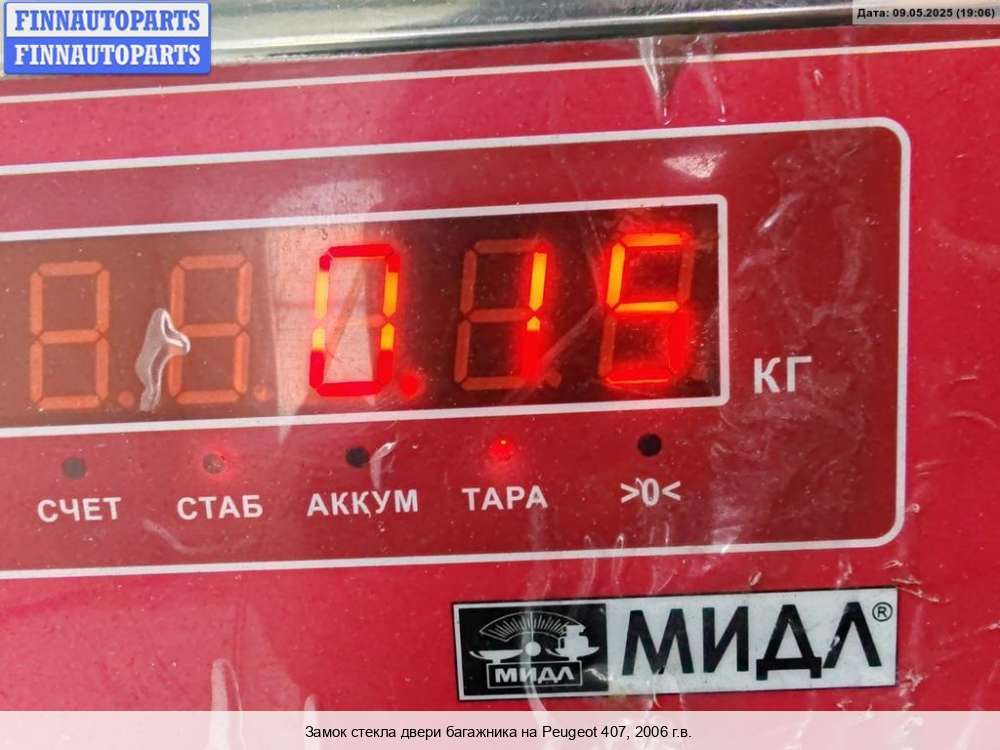 FINNAUTOPARTS
FINNAUTOPARTS
Дата: 09.05.2025 (19:06)
0.15
КГ
СЧЕТ СТАБ АККУМ ТАРА >0<
МИДЛ
МИДЛ®
Замок стекла двери багажника на Peugeot 407, 2006 г.в.